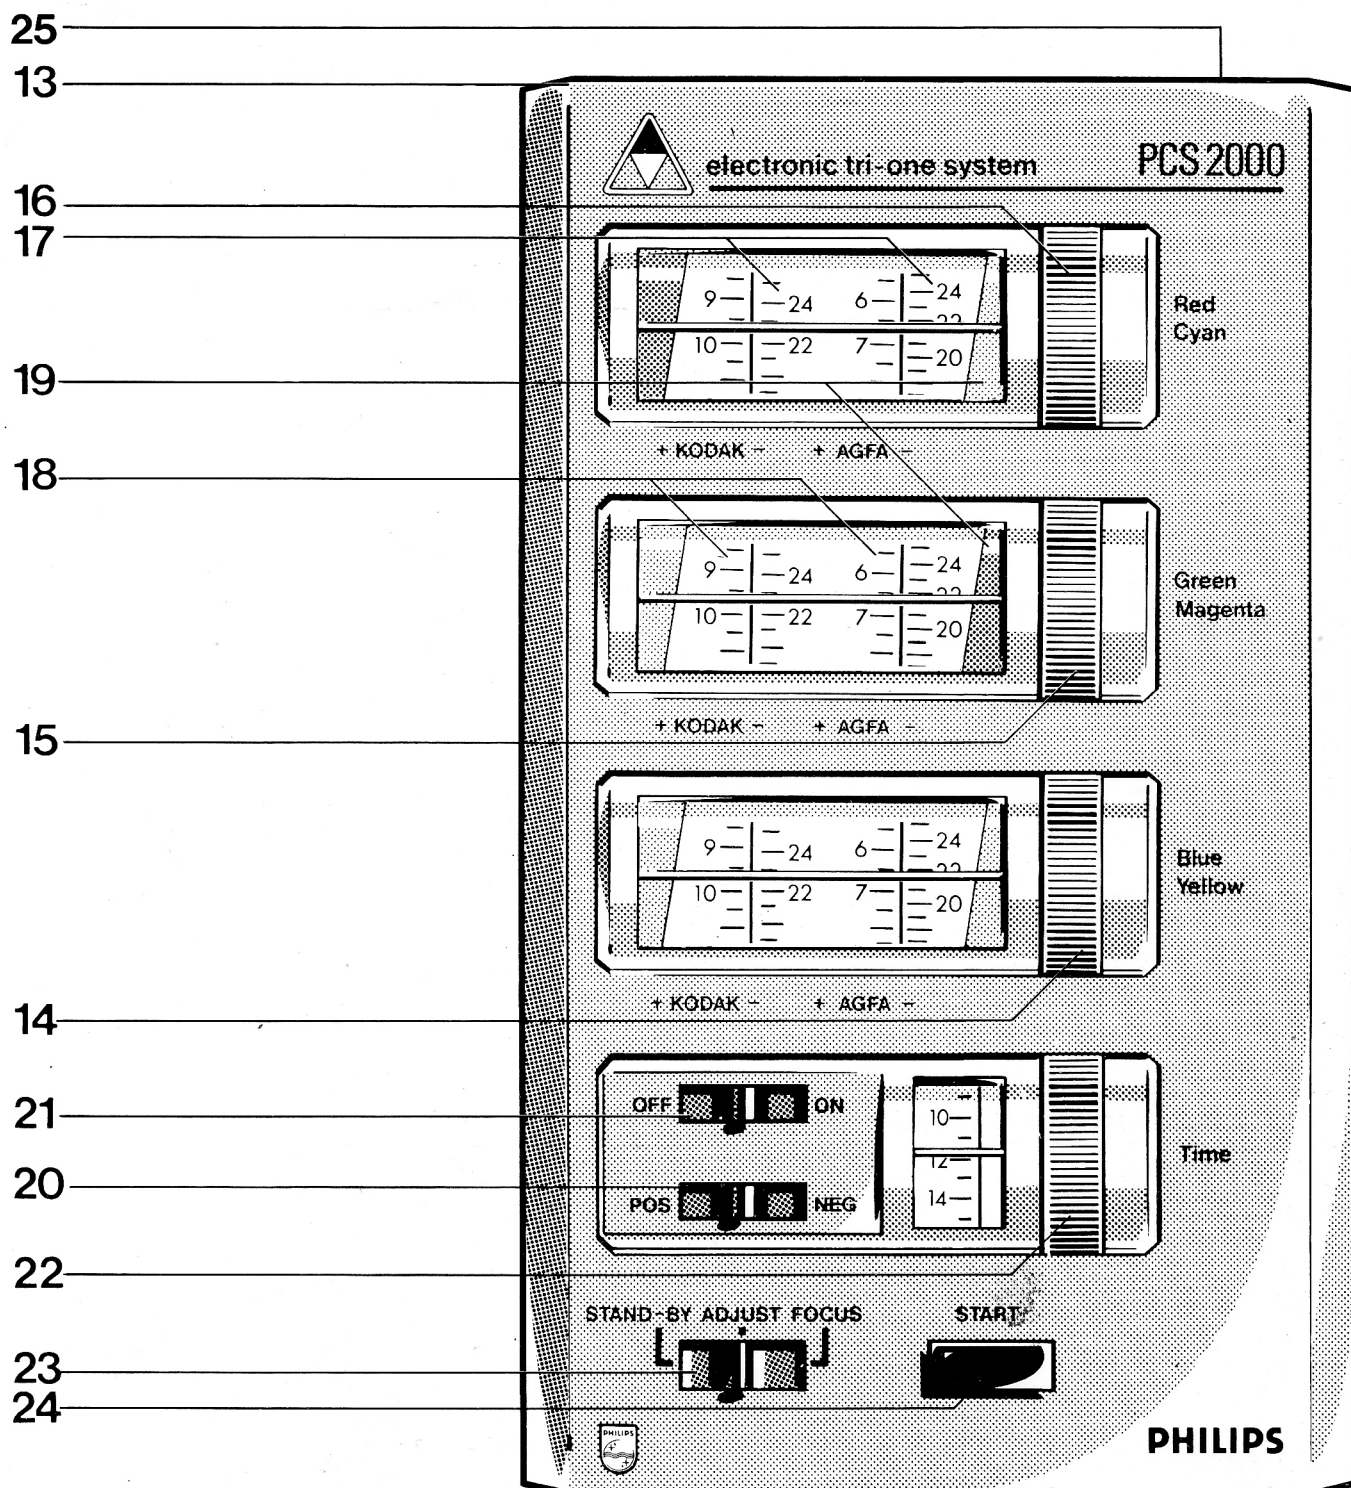 25
13
electronic tri-one system PCS 2000
16
17
9 24 6 24
22
10 22 7 20
Red
Cyan
19
+ KODAK - + AGFA -
18
9 24 6 24
22
10 22 7 20
Green
Magenta
+ KODAK - + AGFA -
15
9 24 6 24
22
10 22 7 20
Blue
Yellow
+ KODAK - + AGFA -
14
21
OFF ON
10
12
14
Time
20
POS NEG
22
STAND-BY ADJUST FOCUS START
23
24
PHILIPS
PHILIPS